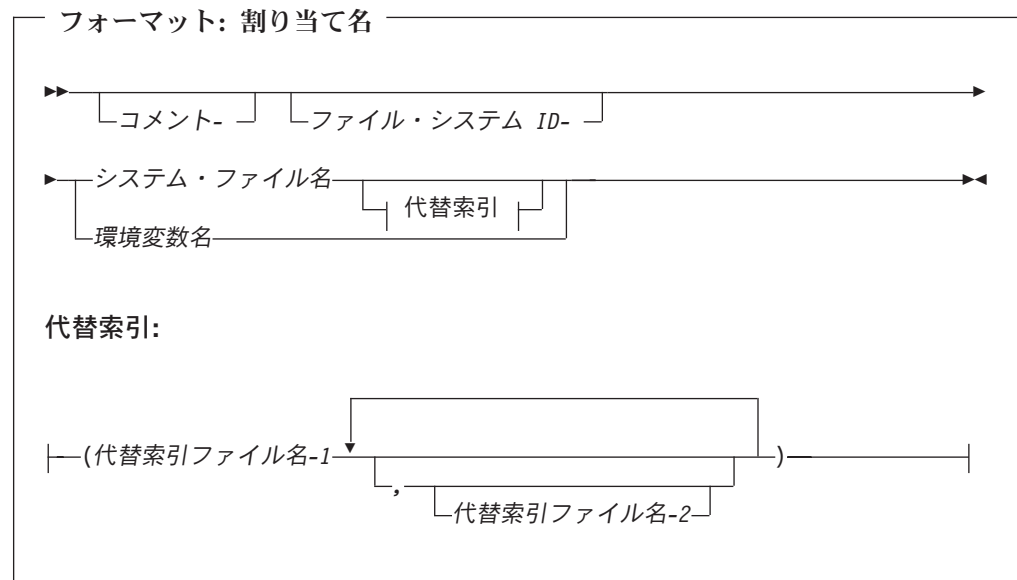 フォーマット: 割り当て名
コメント-
ファイル・システム ID-
システム・ファイル名
代替索引
環境変数名
代替索引:
(代替索引ファイル名-1
)
,
代替索引ファイル名-2